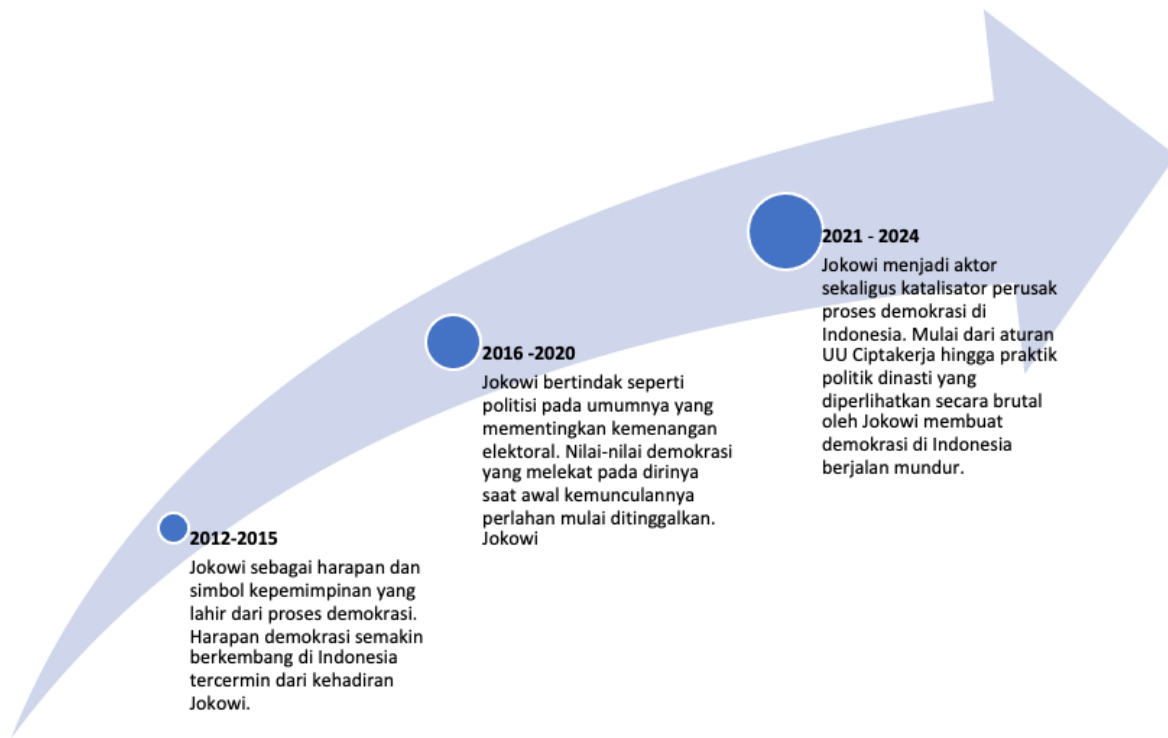 2012-2015
Jokowi sebagai harapan dan
simbol kepemimpinan yang
lahir dari proses demokrasi.
Harapan demokrasi semakin
berkembang di Indonesia
tercermin dari kehadiran
Jokowi.
2016 -2020
Jokowi bertindak seperti
politisi pada umumnya yang
mementingkan kemenangan
elektoral. Nilai-nilai demokrasi
yang melekat pada dirinya
saat awal kemunculannya
perlahan mulai ditinggalkan.
Jokowi
2021 - 2024
Jokowi menjadi aktor
sekaligus katalisator perusak
proses demokrasi di
Indonesia. Mulai dari aturan
UU Ciptakerja hingga praktik
politik dinasti yang
diperlihatkan secara brutal
oleh Jokowi membuat
demokrasi di Indonesia
berjalan mundur.